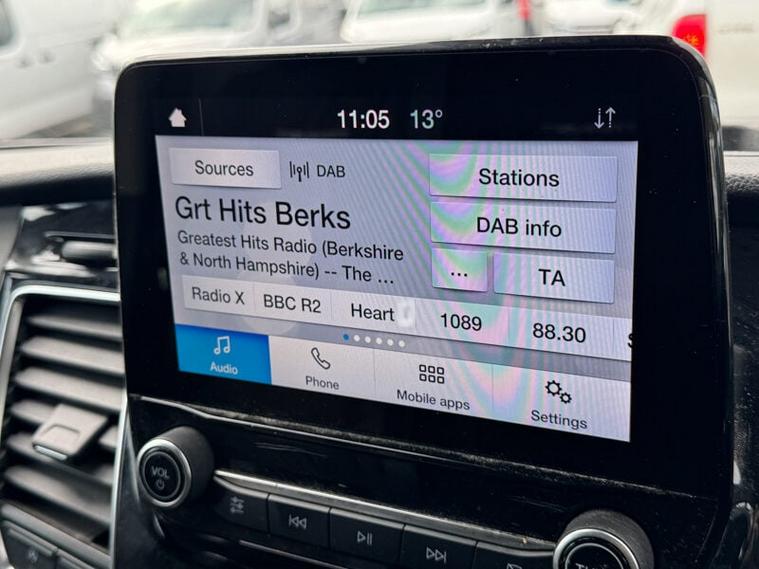 11:05 13°
Sources DAB Stations
Grt Hits Berks
DAB info
Greatest Hits Radio (Berkshire
& North Hampshire) -- The ...
... TA
Radio X BBC R2 Heart 1089 88.30
Audio Phone Mobile apps Settings
VOL